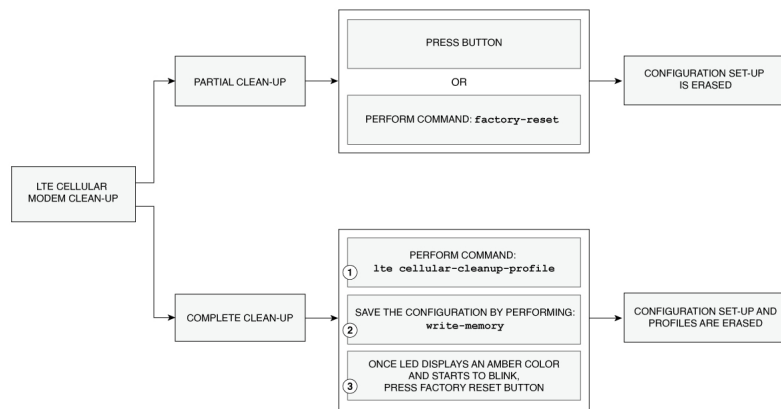 LTE CELLULAR
MODEM CLEAN-UP
PARTIAL CLEAN-UP
PRESS BUTTON
OR
PERFORM COMMAND: factory-reset
CONFIGURATION SET-UP
IS ERASED
COMPLETE CLEAN-UP
1
PERFORM COMMAND:
lte cellular-cleanup-profile
2
SAVE THE CONFIGURATION BY PERFORMING:
write-memory
3
ONCE LED DISPLAYS AN AMBER COLOR
AND STARTS TO BLINK,
PRESS FACTORY RESET BUTTON
CONFIGURATION SET-UP AND
PROFILES ARE ERASED